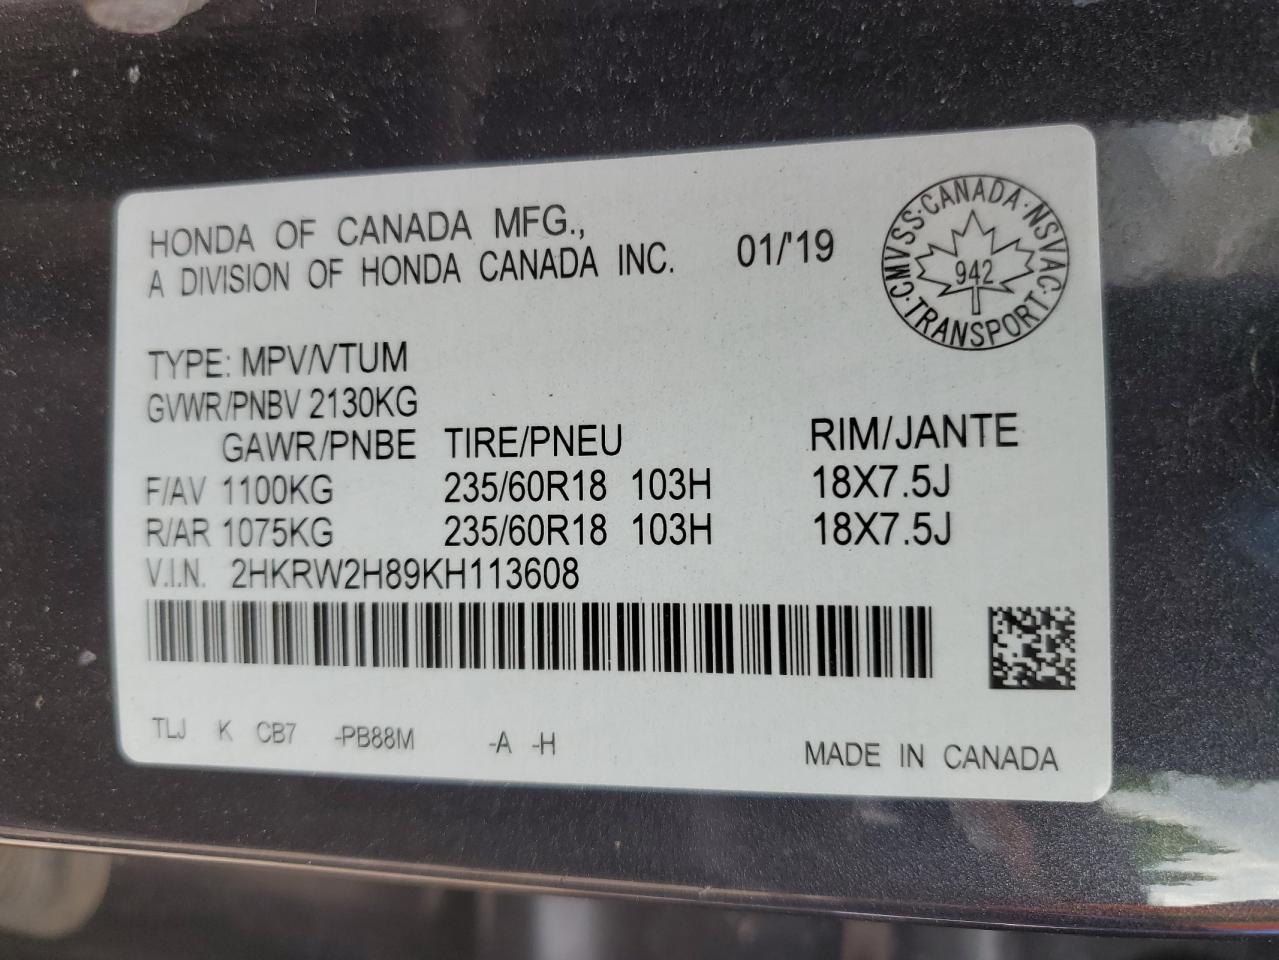 HONDA OF CANADA MFG.,
A DIVISION OF HONDA CANADA INC. 01/'19
CMVSS·CANADA·NSVAC·TRANSPORT·
942
TYPE: MPV/VTUM
GVWR/PNBV 2130KG
GAWR/PNBE TIRE/PNEU RIM/JANTE
F/AV 1100KG 235/60R18 103H 18X7.5J
R/AR 1075KG 235/60R18 103H 18X7.5J
V.I.N. 2HKRW2H89KH113608
TLJ K CB7 -PB88M -A -H
MADE IN CANADA